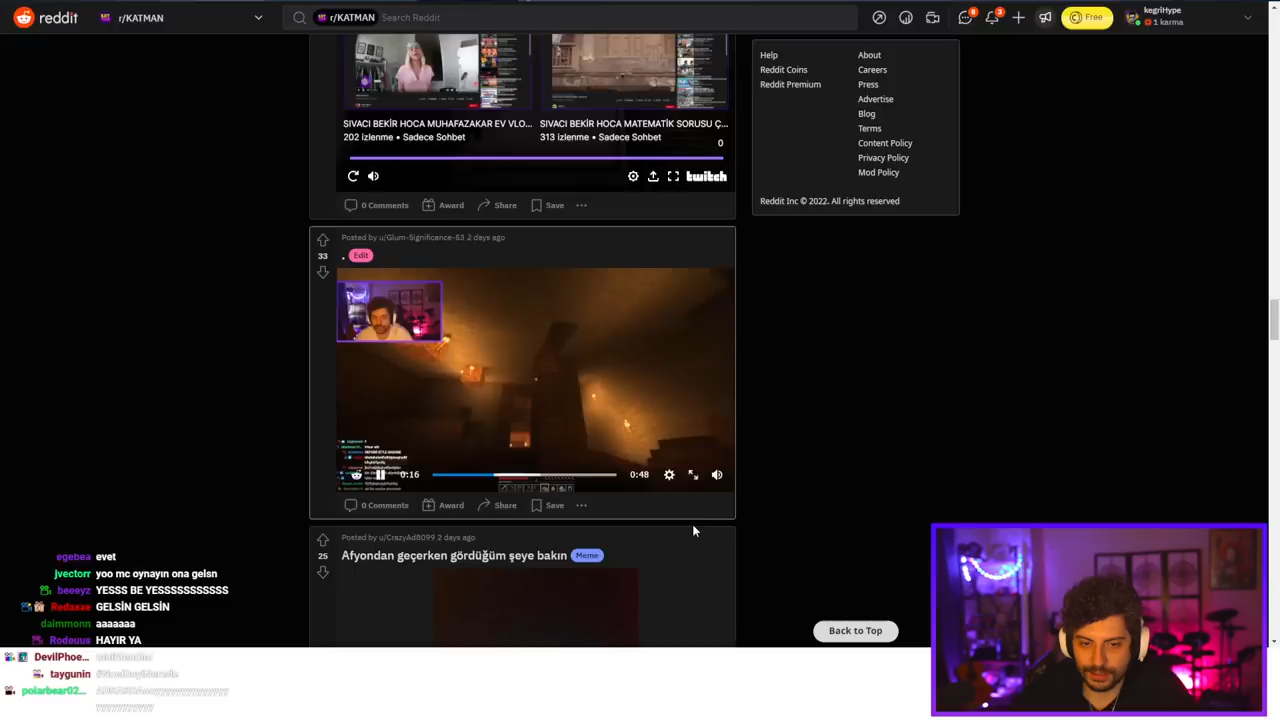 reddit
r/KATMAN
r/KATMAN
Search Reddit
8
3
Free
kegriHype
1 karma
SIVACI BEKİR HOCA MUHAFAZAKAR EV VLO...
202 izlenme • Sadece Sohbet
SIVACI BEKİR HOCA MATEMATİK SORUSU Ç...
313 izlenme • Sadece Sohbet
0
twitch
0 Comments
Award
Share
Save
Help
Reddit Coins
Reddit Premium
About
Careers
Press
Advertise
Blog
Terms
Content Policy
Privacy Policy
Mod Policy
Reddit Inc © 2022. All rights reserved
Posted by u/Glum-Significance-53 2 days ago
33
. Edit
0:16
0:48
0 Comments
Award
Share
Save
Posted by u/CrazyAd8099 2 days ago
25
Afyondan geçerken gördüğüm şeye bakın Meme
Back to Top
egebea evet
jvectorr yoo mc oynayın ona gelsn
beeeyz YESSS BE YESSSSSSSSSSS
Redaxxe GELSİN GELSİN
daimmonn aaaaaaa
Rodeuus HAYIR YA
DevilPhoe...
taygunin
polarbear02...